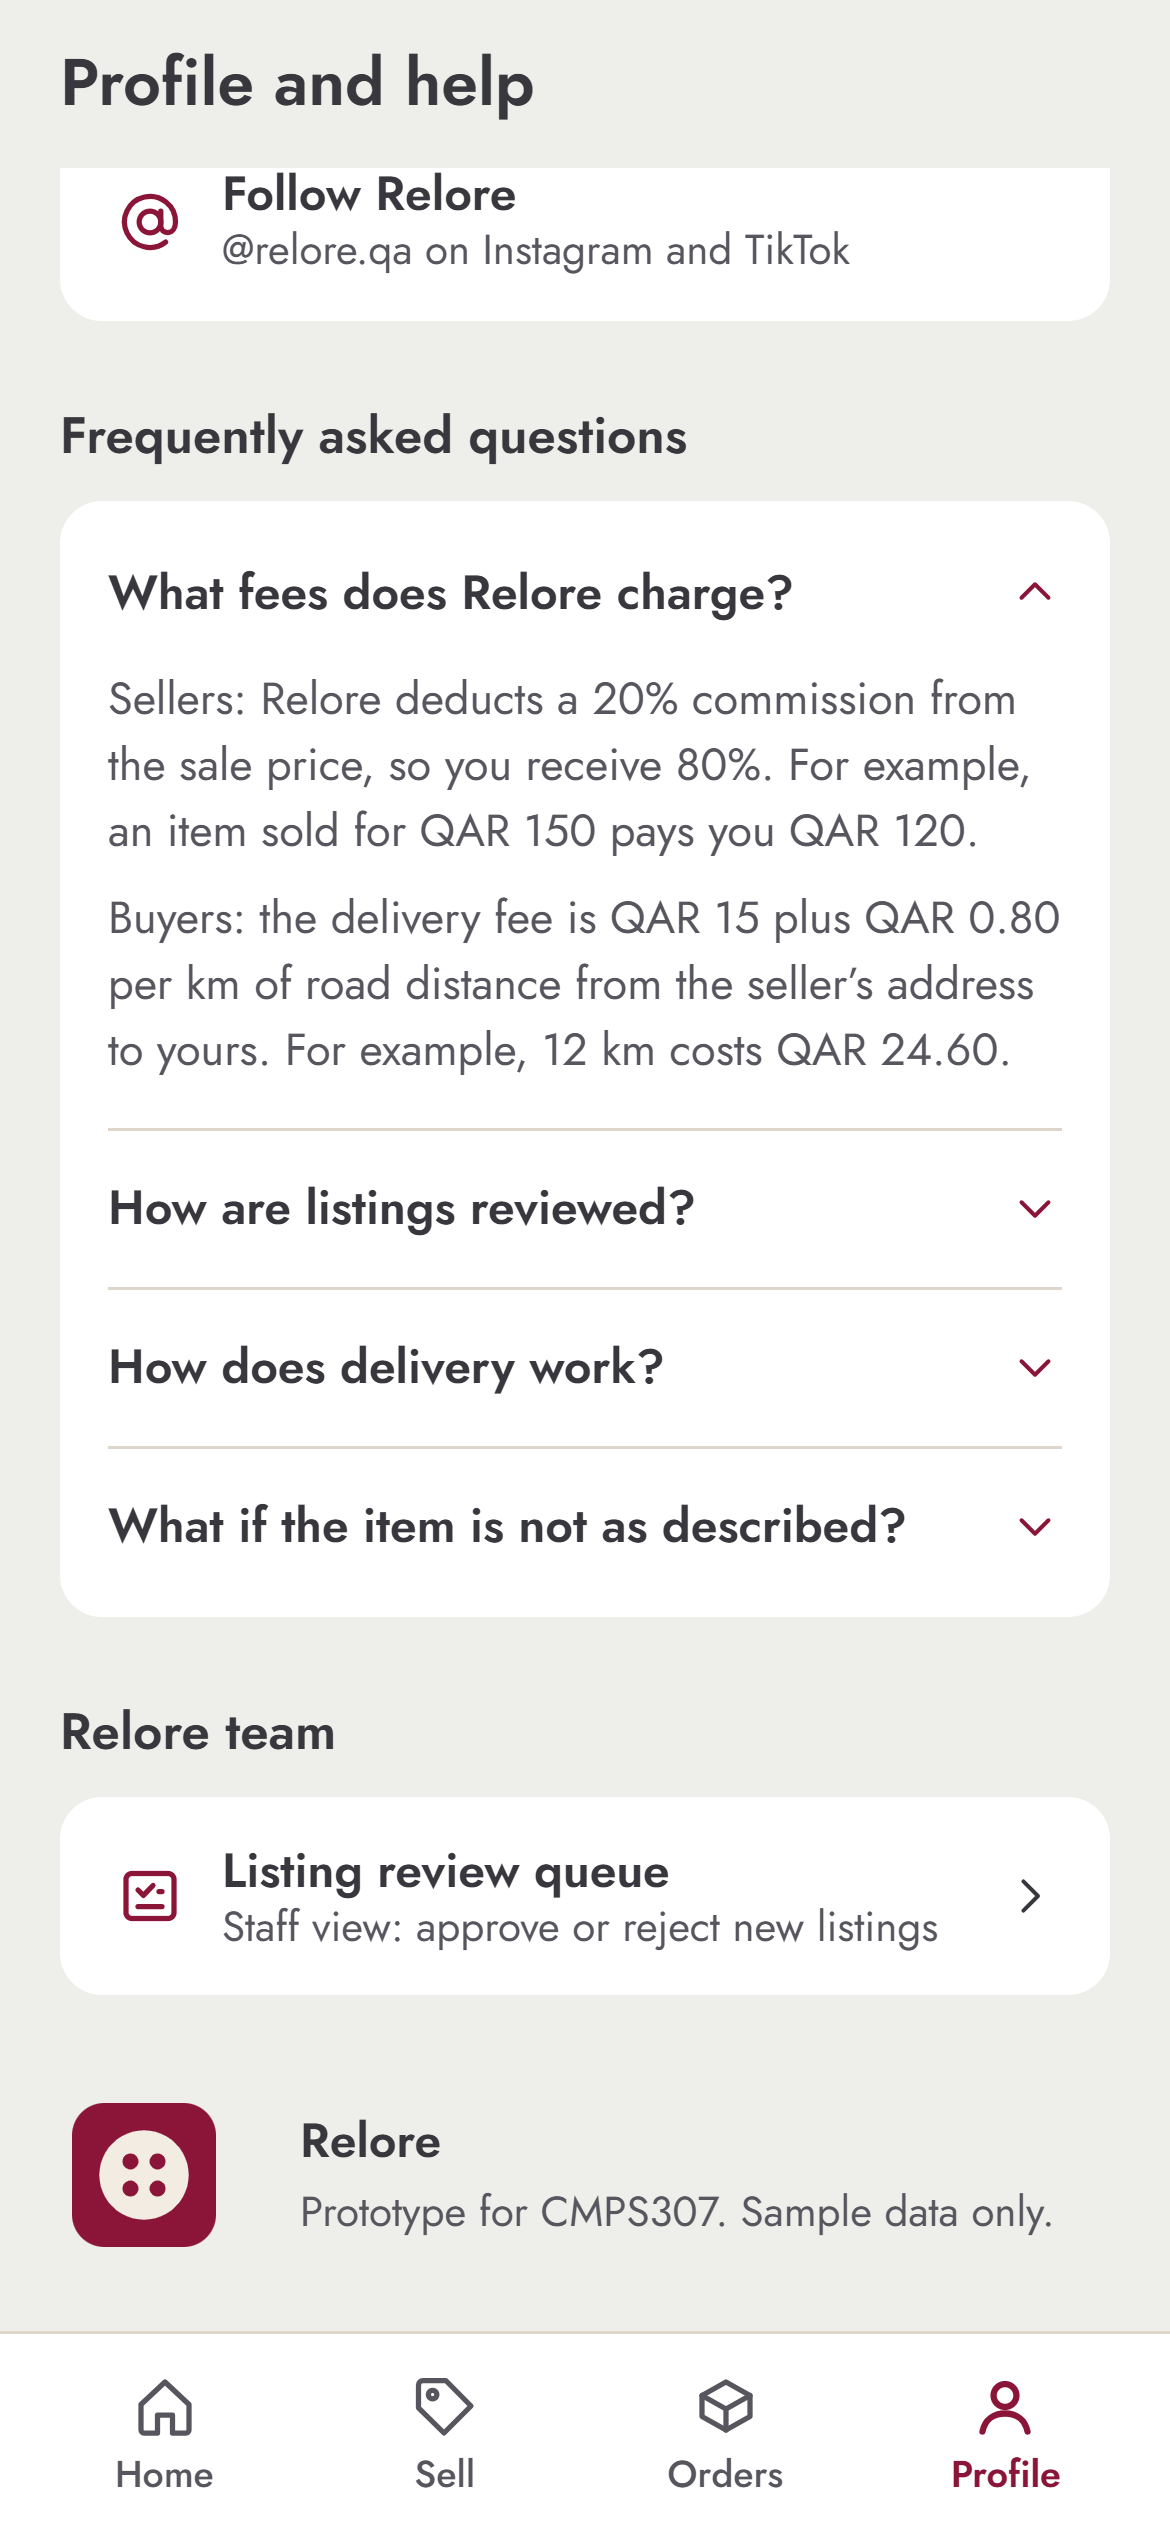 Profile and help
Follow Relore
@relore.qa on Instagram and TikTok
Frequently asked questions
What fees does Relore charge?
Sellers: Relore deducts a 20% commission from
the sale price, so you receive 80%. For example,
an item sold for QAR 150 pays you QAR 120.
Buyers: the delivery fee is QAR 15 plus QAR 0.80
per km of road distance from the seller’s address
to yours. For example, 12 km costs QAR 24.60.
How are listings reviewed?
How does delivery work?
What if the item is not as described?
Relore team
Listing review queue
Staff view: approve or reject new listings
Relore
Prototype for CMPS307. Sample data only.
Home
Sell
Orders
Profile